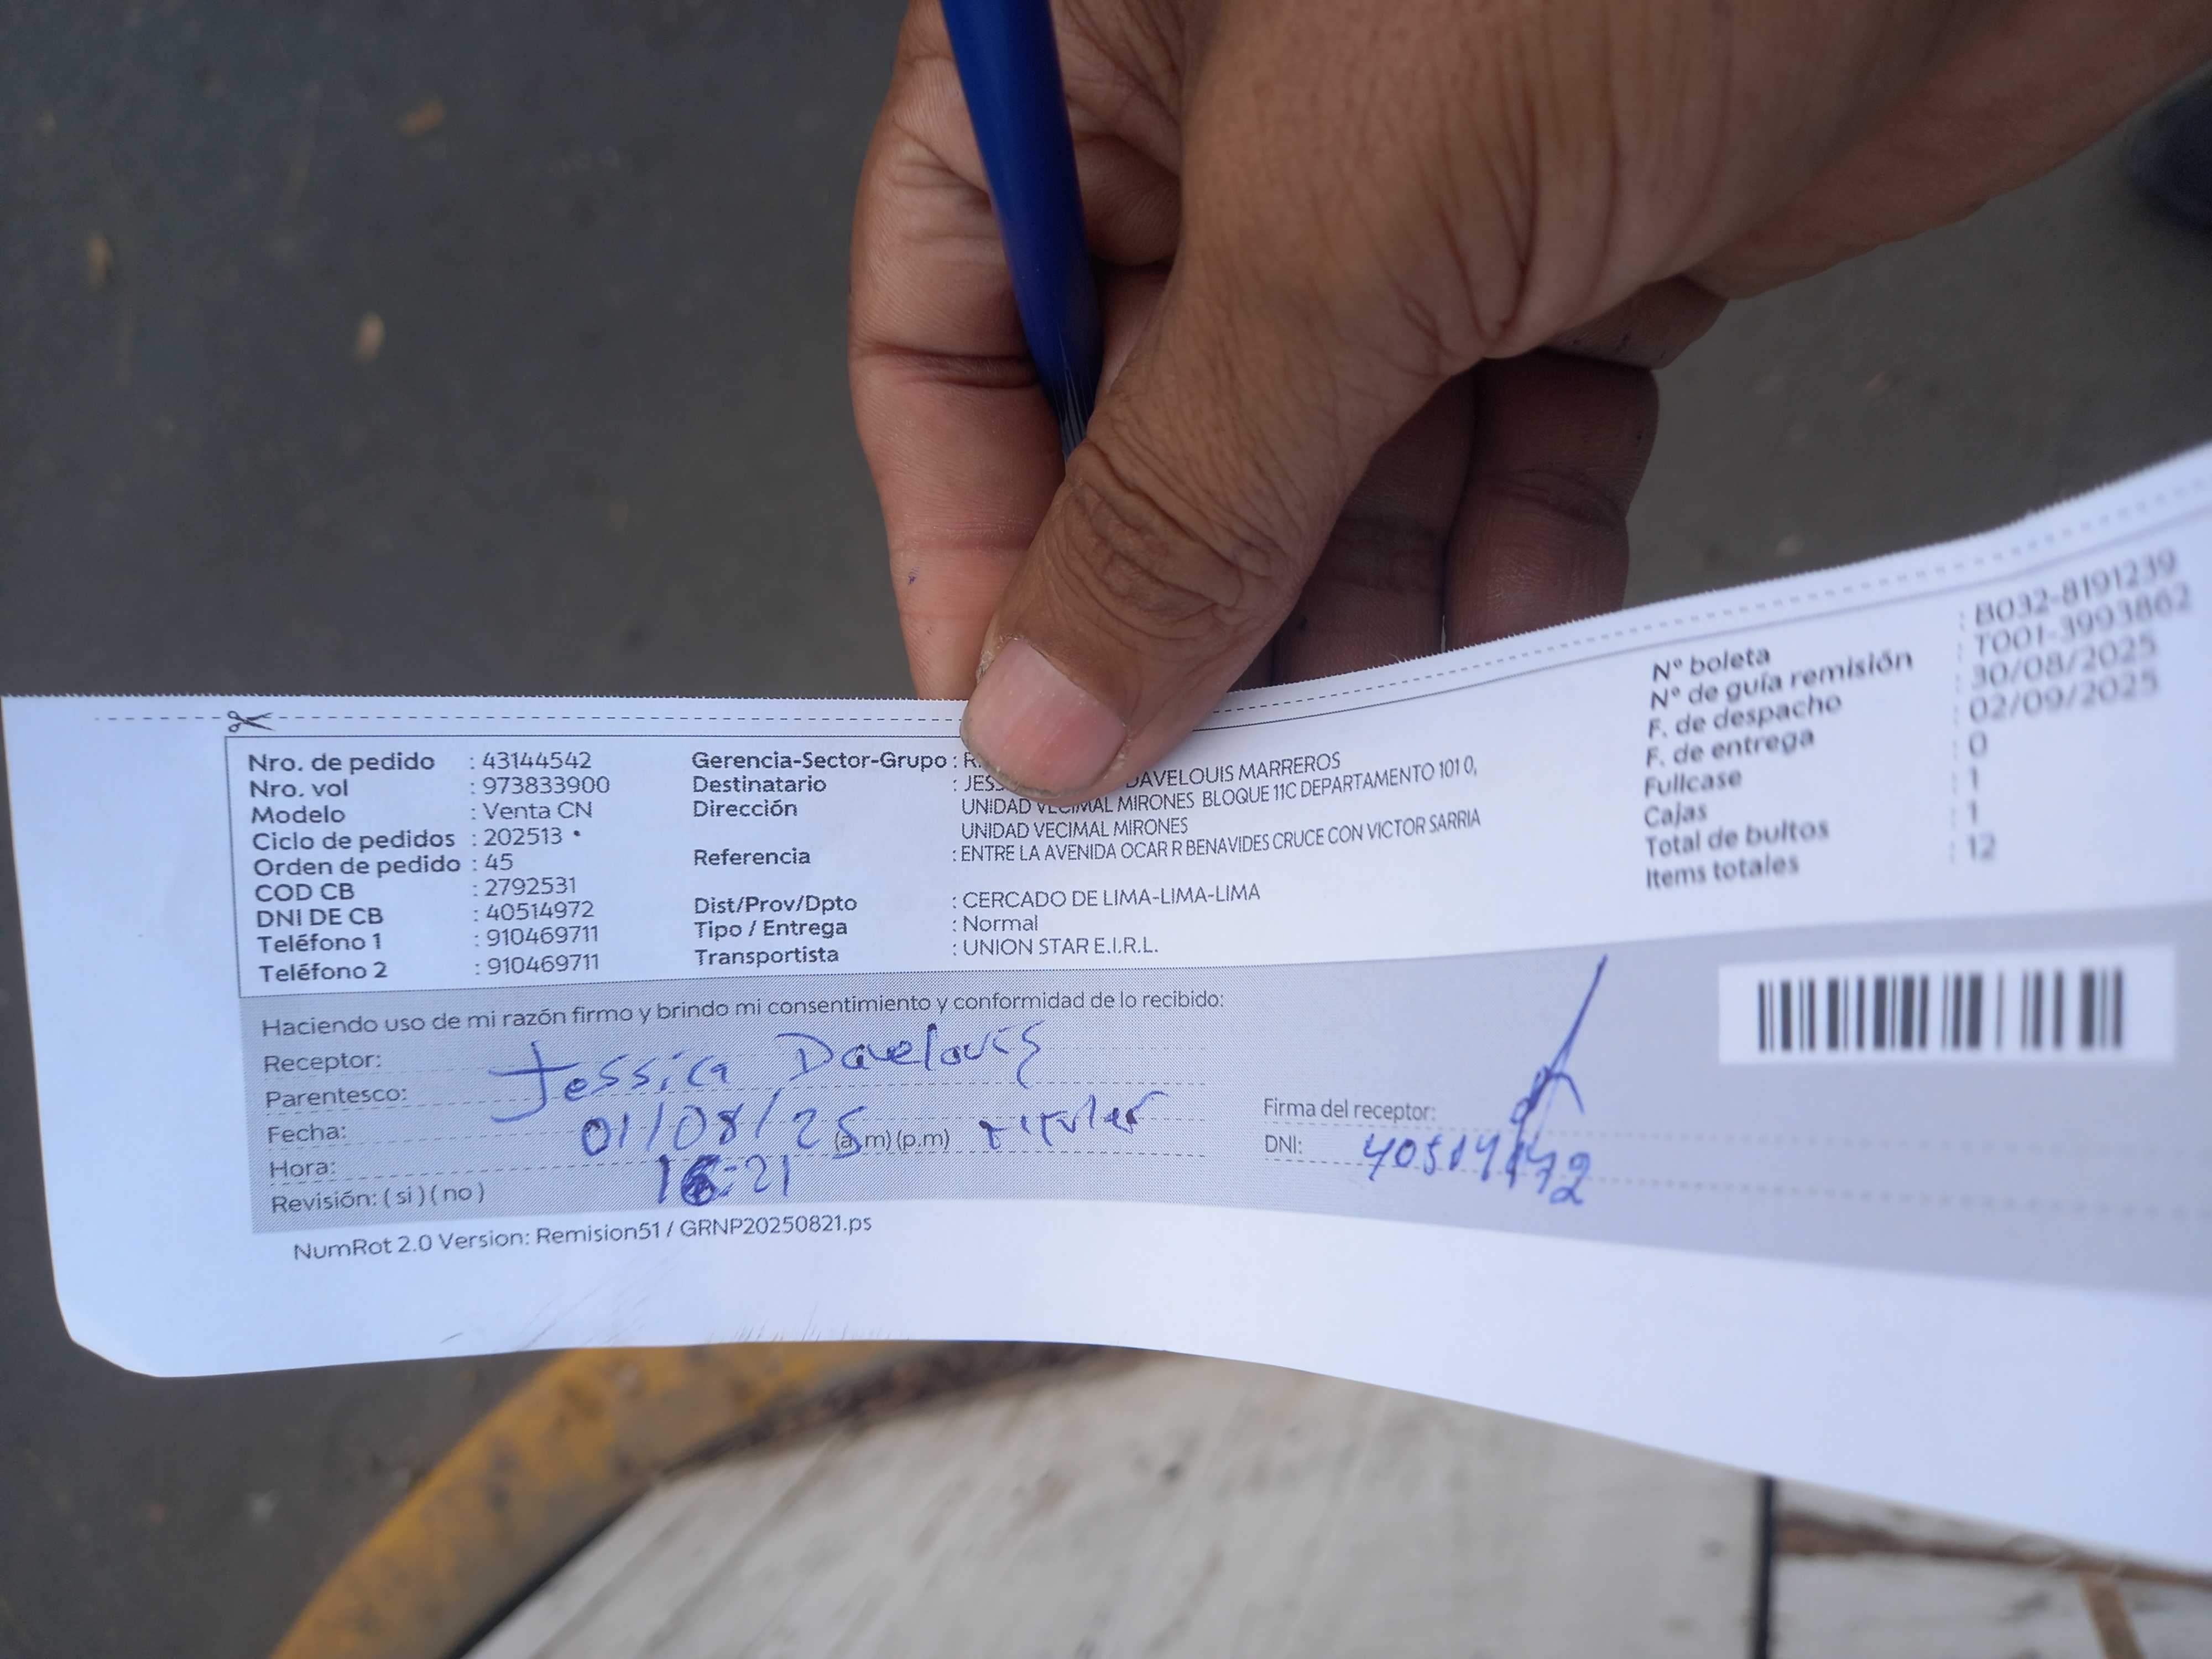 Nro. de pedido : 43144542
Nro. vol : 973833900
Modelo : Venta CN
Ciclo de pedidos : 202513
Orden de pedido : 45
COD CB : 2792531
DNI DE CB : 40514972
Teléfono 1 : 910469711
Teléfono 2 : 910469711
Gerencia-Sector-Grupo :
Destinatario : DAVELOUIS MARREROS
Dirección UNIDAD VECIMAL MIRONES BLOQUE 11C DEPARTAMENTO 101 0,
UNIDAD VECIMAL MIRONES
Referencia : ENTRE LA AVENIDA OCAR R BENAVIDES CRUCE CON VICTOR SARRIA
Dist/Prov/Dpto : CERCADO DE LIMA-LIMA-LIMA
Tipo / Entrega : Normal
Transportista : UNION STAR E.I.R.L.
Nº boleta : B032-8191239
Nº de guía remisión : T001-3993862
F. de despacho : 30/08/2025
F. de entrega : 02/09/2025
Fullcase : 0
Cajas : 1
Total de bultos : 1
Items totales : 12
Haciendo uso de mi razón firmo y brindo mi consentimiento y conformidad de lo recibido:
Receptor: Jessica Davelouis
Parentesco: titular
Fecha: 01/08/25 (a.m) (p.m)
Hora: :21
Revisión: ( si ) ( no )
Firma del receptor:
DNI:
NumRot 2.0 Version: Remision51 / GRNP20250821.ps